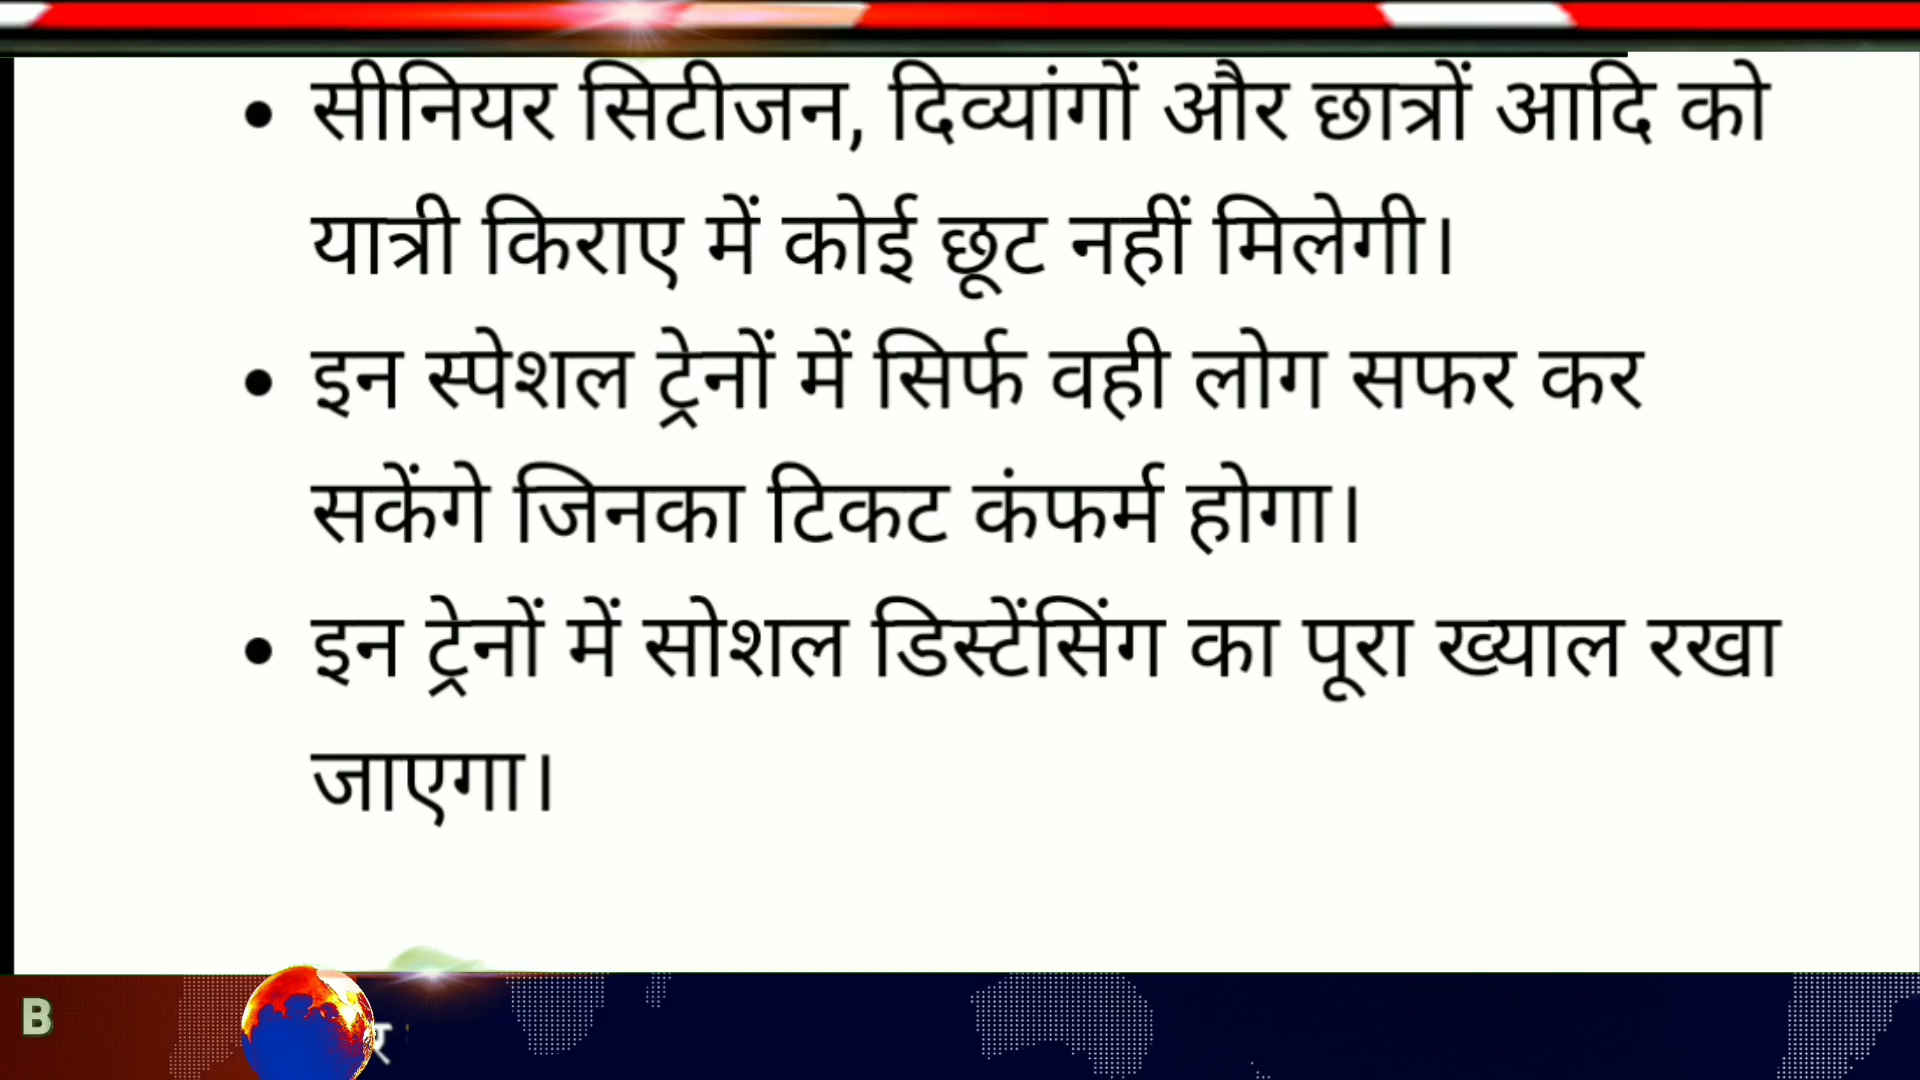 • सीनियर सिटीजन, दिव्यांगों और छात्रों आदि को
यात्री किराए में कोई छूट नहीं मिलेगी।
• इन स्पेशल ट्रेनों में सिर्फ वही लोग सफर कर
सकेंगे जिनका टिकट कंफर्म होगा।
• इन ट्रेनों में सोशल डिस्टेंसिंग का पूरा ख्याल रखा
जाएगा।
B